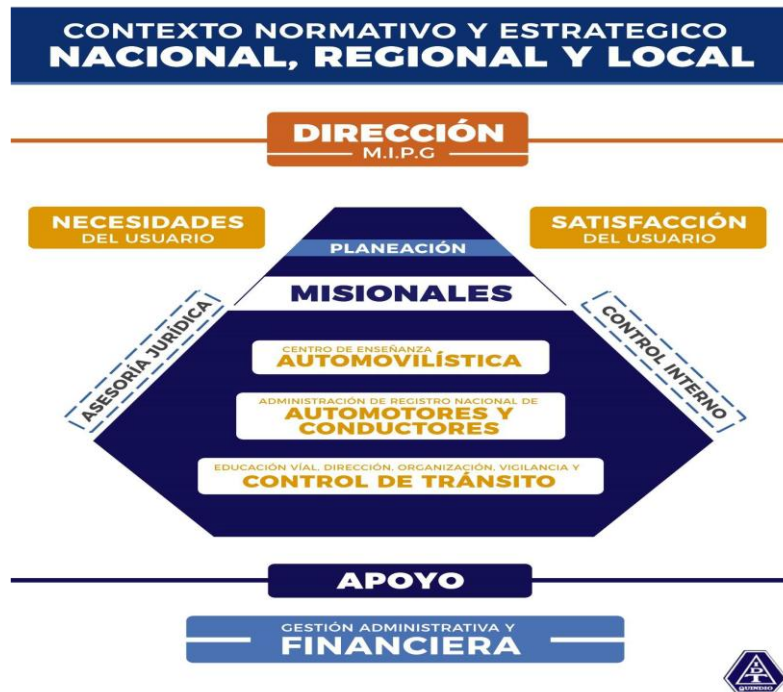 CONTEXTO NORMATIVO Y ESTRATEGICO
NACIONAL, REGIONAL Y LOCAL
DIRECCIÓN
M.I.P.G
NECESIDADES
DEL USUARIO
SATISFACCIÓN
DEL USUARIO
PLANEACIÓN
MISIONALES
ASESORÍA JURÍDICA
CONTROL INTERNO
CENTRO DE ENSEÑANZA
AUTOMOVILÍSTICA
ADMINISTRACIÓN DE REGISTRO NACIONAL DE
AUTOMOTORES Y
CONDUCTORES
EDUCACIÓN VÍAL, DIRECCIÓN, ORGANIZACIÓN, VIGILANCIA Y
CONTROL DE TRÁNSITO
APOYO
GESTIÓN ADMINISTRATIVA Y
FINANCIERA
QUINDIO